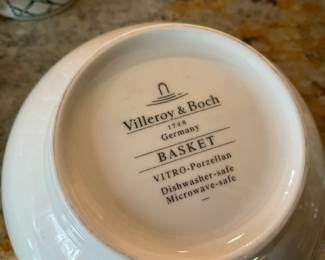 Villeroy & Boch
1748
Germany
BASKET
VITRO-Porzellan
Dishwasher-safe
Microwave-safe